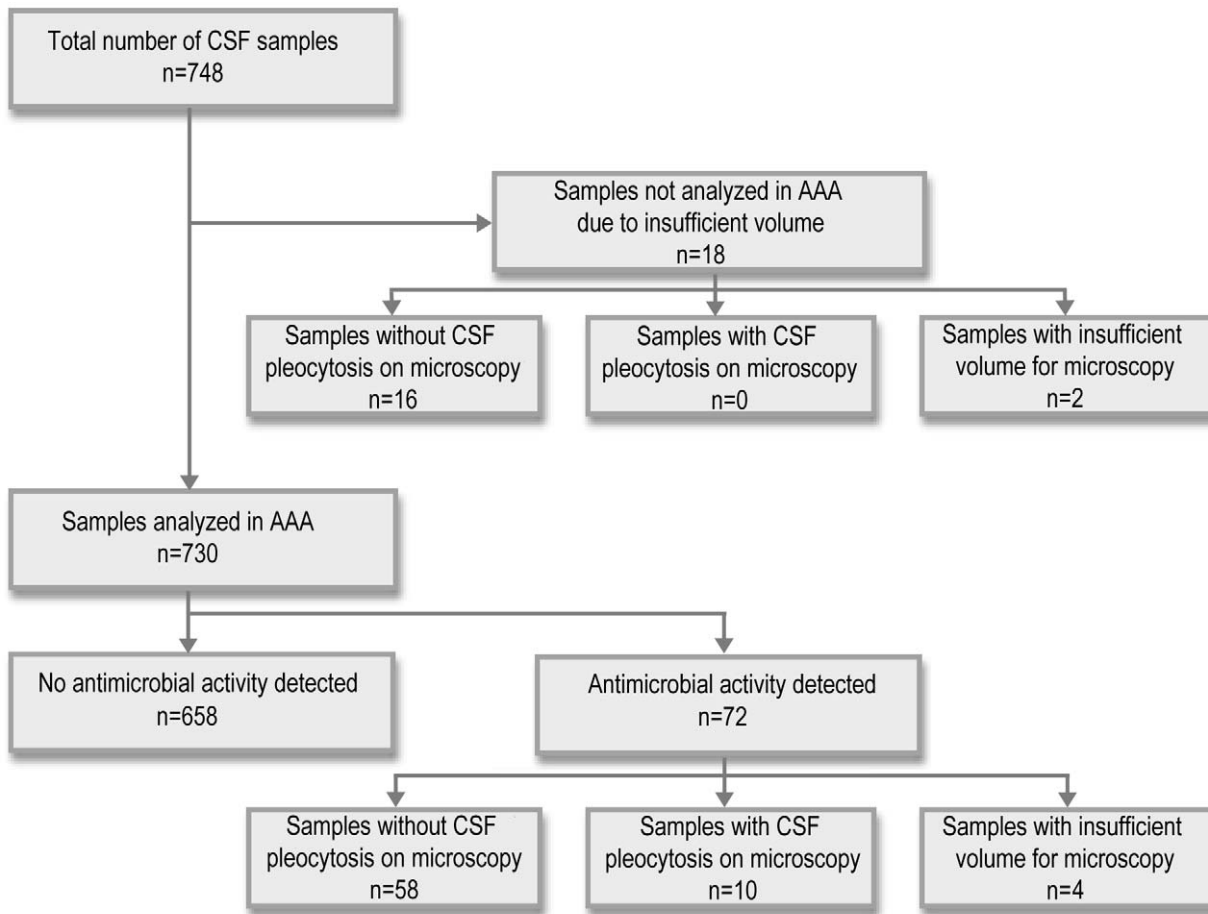 Total number of CSF samples
n=748
Samples not analyzed in AAA
due to insufficient volume
n=18
Samples without CSF
pleocytosis on microscopy
n=16
Samples with CSF
pleocytosis on microscopy
n=0
Samples with insufficient
volume for microscopy
n=2
Samples analyzed in AAA
n=730
No antimicrobial activity detected
n=658
Antimicrobial activity detected
n=72
Samples without CSF
pleocytosis on microscopy
n=58
Samples with CSF
pleocytosis on microscopy
n=10
Samples with insufficient
volume for microscopy
n=4